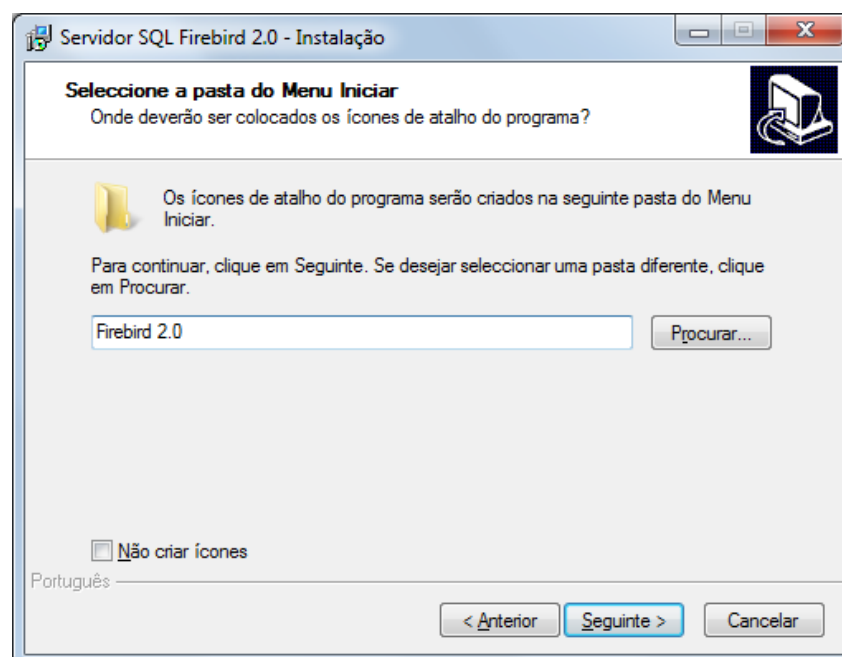 Servidor SQL Firebird 2.0 - Instalação
Seleccione a pasta do Menu Iniciar
Onde deverão ser colocados os ícones de atalho do programa?
Os ícones de atalho do programa serão criados na seguinte pasta do Menu
Iniciar.
Para continuar, clique em Seguinte. Se desejar seleccionar uma pasta diferente, clique
em Procurar.
Firebird 2.0
Procurar...
Não criar ícones
Português
< Anterior
Seguinte >
Cancelar